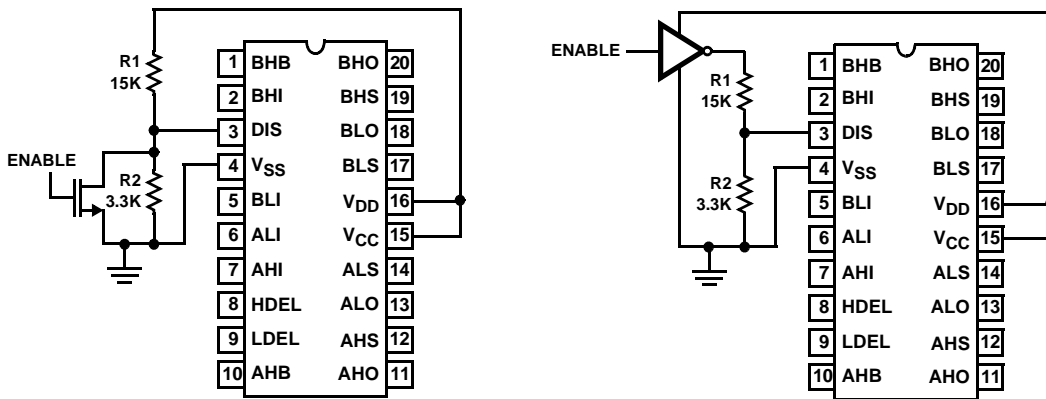 R1
15K
ENABLE
R2
3.3K
1 BHB BHO 20
2 BHI BHS 19
3 DIS BLO 18
4 VSS BLS 17
5 BLI VDD 16
6 ALI VCC 15
7 AHI ALS 14
8 HDEL ALO 13
9 LDEL AHS 12
10 AHB AHO 11
ENABLE
R1
15K
R2
3.3K
1 BHB BHO 20
2 BHI BHS 19
3 DIS BLO 18
4 VSS BLS 17
5 BLI VDD 16
6 ALI VCC 15
7 AHI ALS 14
8 HDEL ALO 13
9 LDEL AHS 12
10 AHB AHO 11